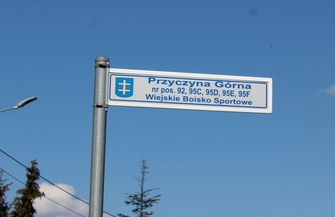 Przyczyna Górna
nr pos. 92, 95C, 95D, 95E, 95F
Wiejskie Boisko Sportowe